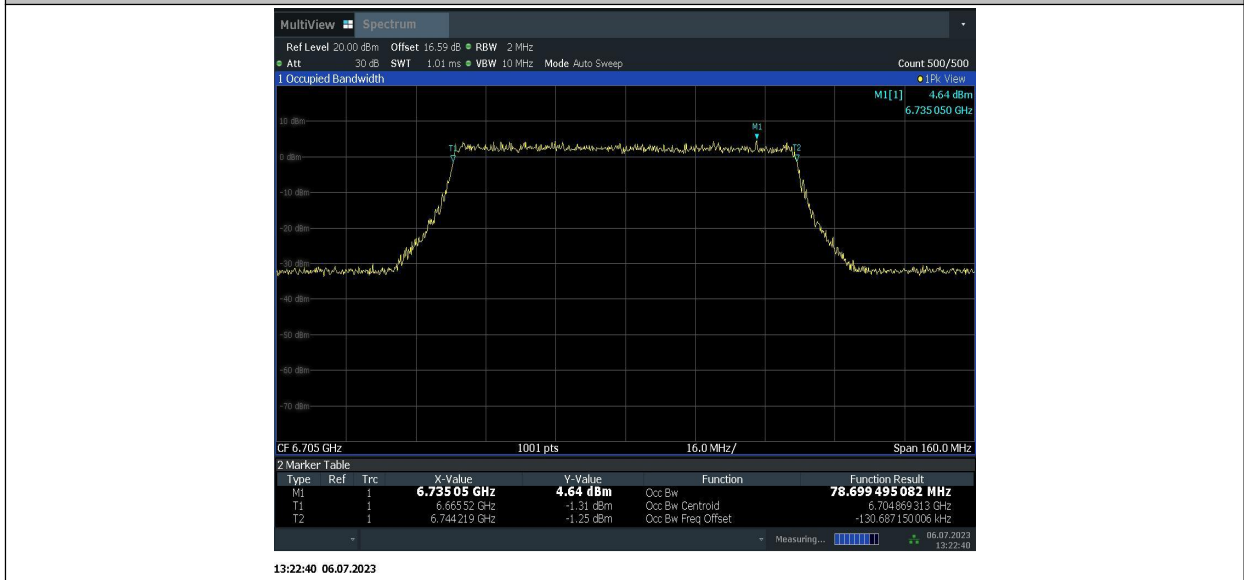 MultiView Spectrum
Ref Level 20.00 dBm Offset 16.59 dB RBW 2 MHz
Att 30 dB SWT 1.01 ms VBW 10 MHz Mode Auto Sweep Count 500/500
1 Occupied Bandwidth 1Pk View
M1[1] 4.64 dBm
6.735 050 GHz
10 dBm
M1
T1 T2
0 dBm
-10 dBm
-20 dBm
-30 dBm
-40 dBm
-50 dBm
-60 dBm
-70 dBm
CF 6.705 GHz 1001 pts 16.0 MHz/ Span 160.0 MHz
2 Marker Table
Type Ref Trc X-Value Y-Value Function Function Result
M1 1 6.735 05 GHz 4.64 dBm Occ Bw 78.699 495 082 MHz
T1 1 6.665 52 GHz -1.31 dBm Occ Bw Centroid 6.704 869 313 GHz
T2 1 6.744 219 GHz -1.25 dBm Occ Bw Freq Offset -130.687 150 006 kHz
Measuring... 06.07.2023
13:22:40
13:22:40 06.07.2023